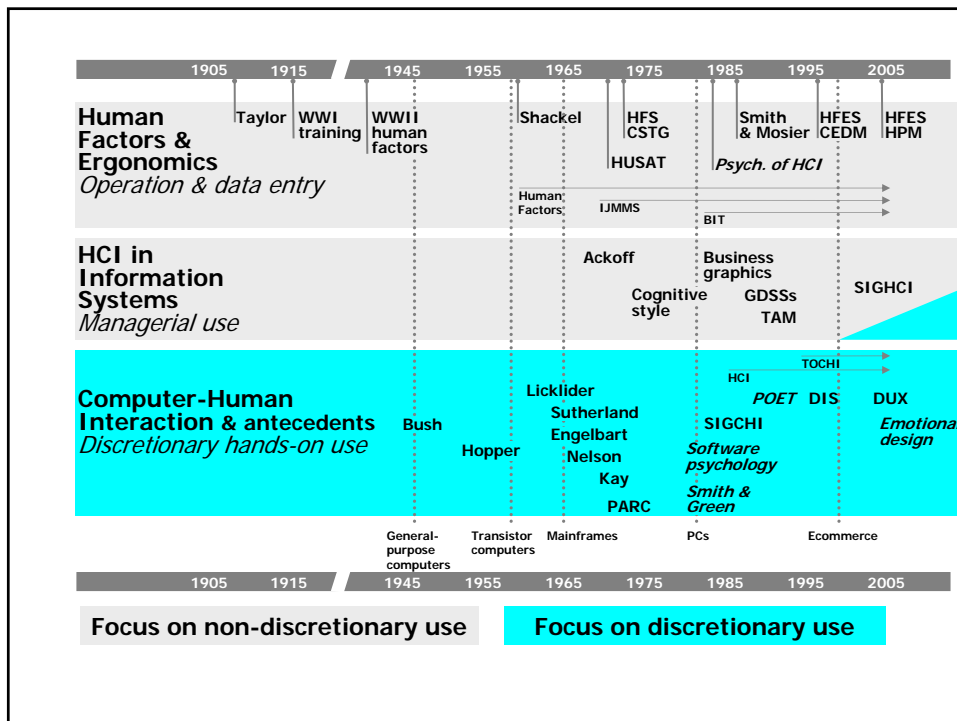 1905 1915 1945 1955 1965 1975 1985 1995 2005
Human
Factors &
Ergonomics
Operation & data entry
Taylor
WWI
training
WWII
human
factors
Shackel
HFS
CSTG
HUSAT
Smith
& Mosier
Psych. of HCI
HFES
CEDM
HFES
HPM
Human
Factors
IJMMS
BIT
HCI in
Information
Systems
Managerial use
Ackoff
Cognitive
style
Business
graphics
GDSSs
TAM
SIGHCI
Computer-Human
Interaction & antecedents
Discretionary hands-on use
Bush
Hopper
Licklider
Sutherland
Engelbart
Nelson
Kay
PARC
TOCHI
HCI
POET
DIS
DUX
SIGCHI
Software
psychology
Smith &
Green
Emotional
design
General-
purpose
computers
Transistor
computers
Mainframes
PCs
Ecommerce
1905 1915 1945 1955 1965 1975 1985 1995 2005
Focus on non-discretionary use
Focus on discretionary use